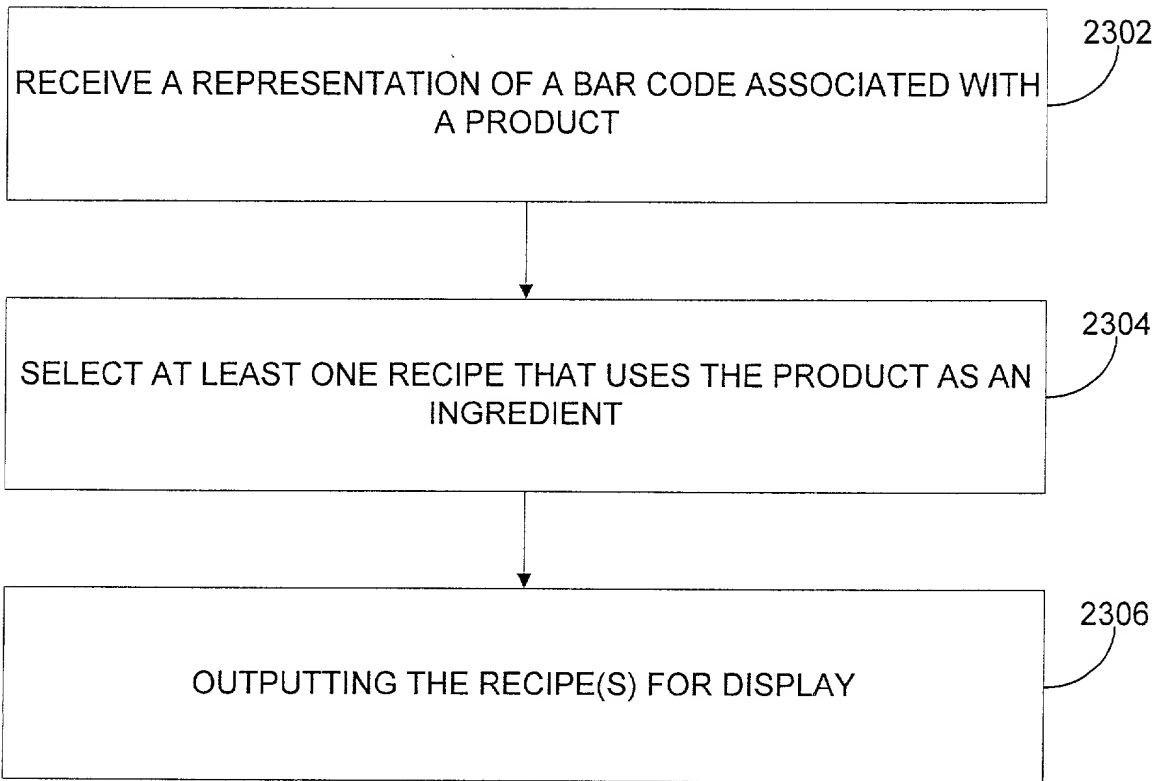 2302
RECEIVE A REPRESENTATION OF A BAR CODE ASSOCIATED WITH
A PRODUCT
2304
SELECT AT LEAST ONE RECIPE THAT USES THE PRODUCT AS AN
INGREDIENT
2306
OUTPUTTING THE RECIPE(S) FOR DISPLAY